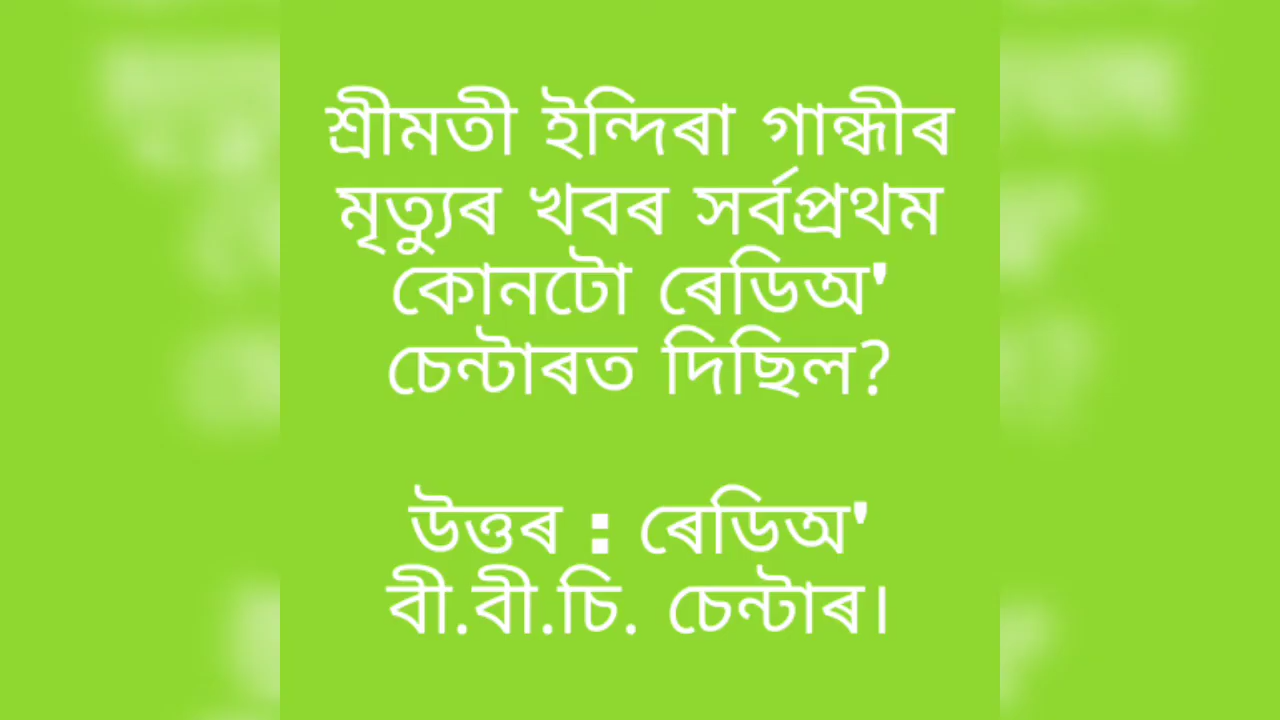 শ্ৰীমতী ইন্দিৰা গান্ধীৰ
মৃত্যুৰ খবৰ সৰ্বপ্ৰথম
কোনটো ৰেডিঅ'
চেন্টাৰত দিছিল?
উত্তৰ : ৰেডিঅ'
বী.বী.চি. চেন্টাৰ।